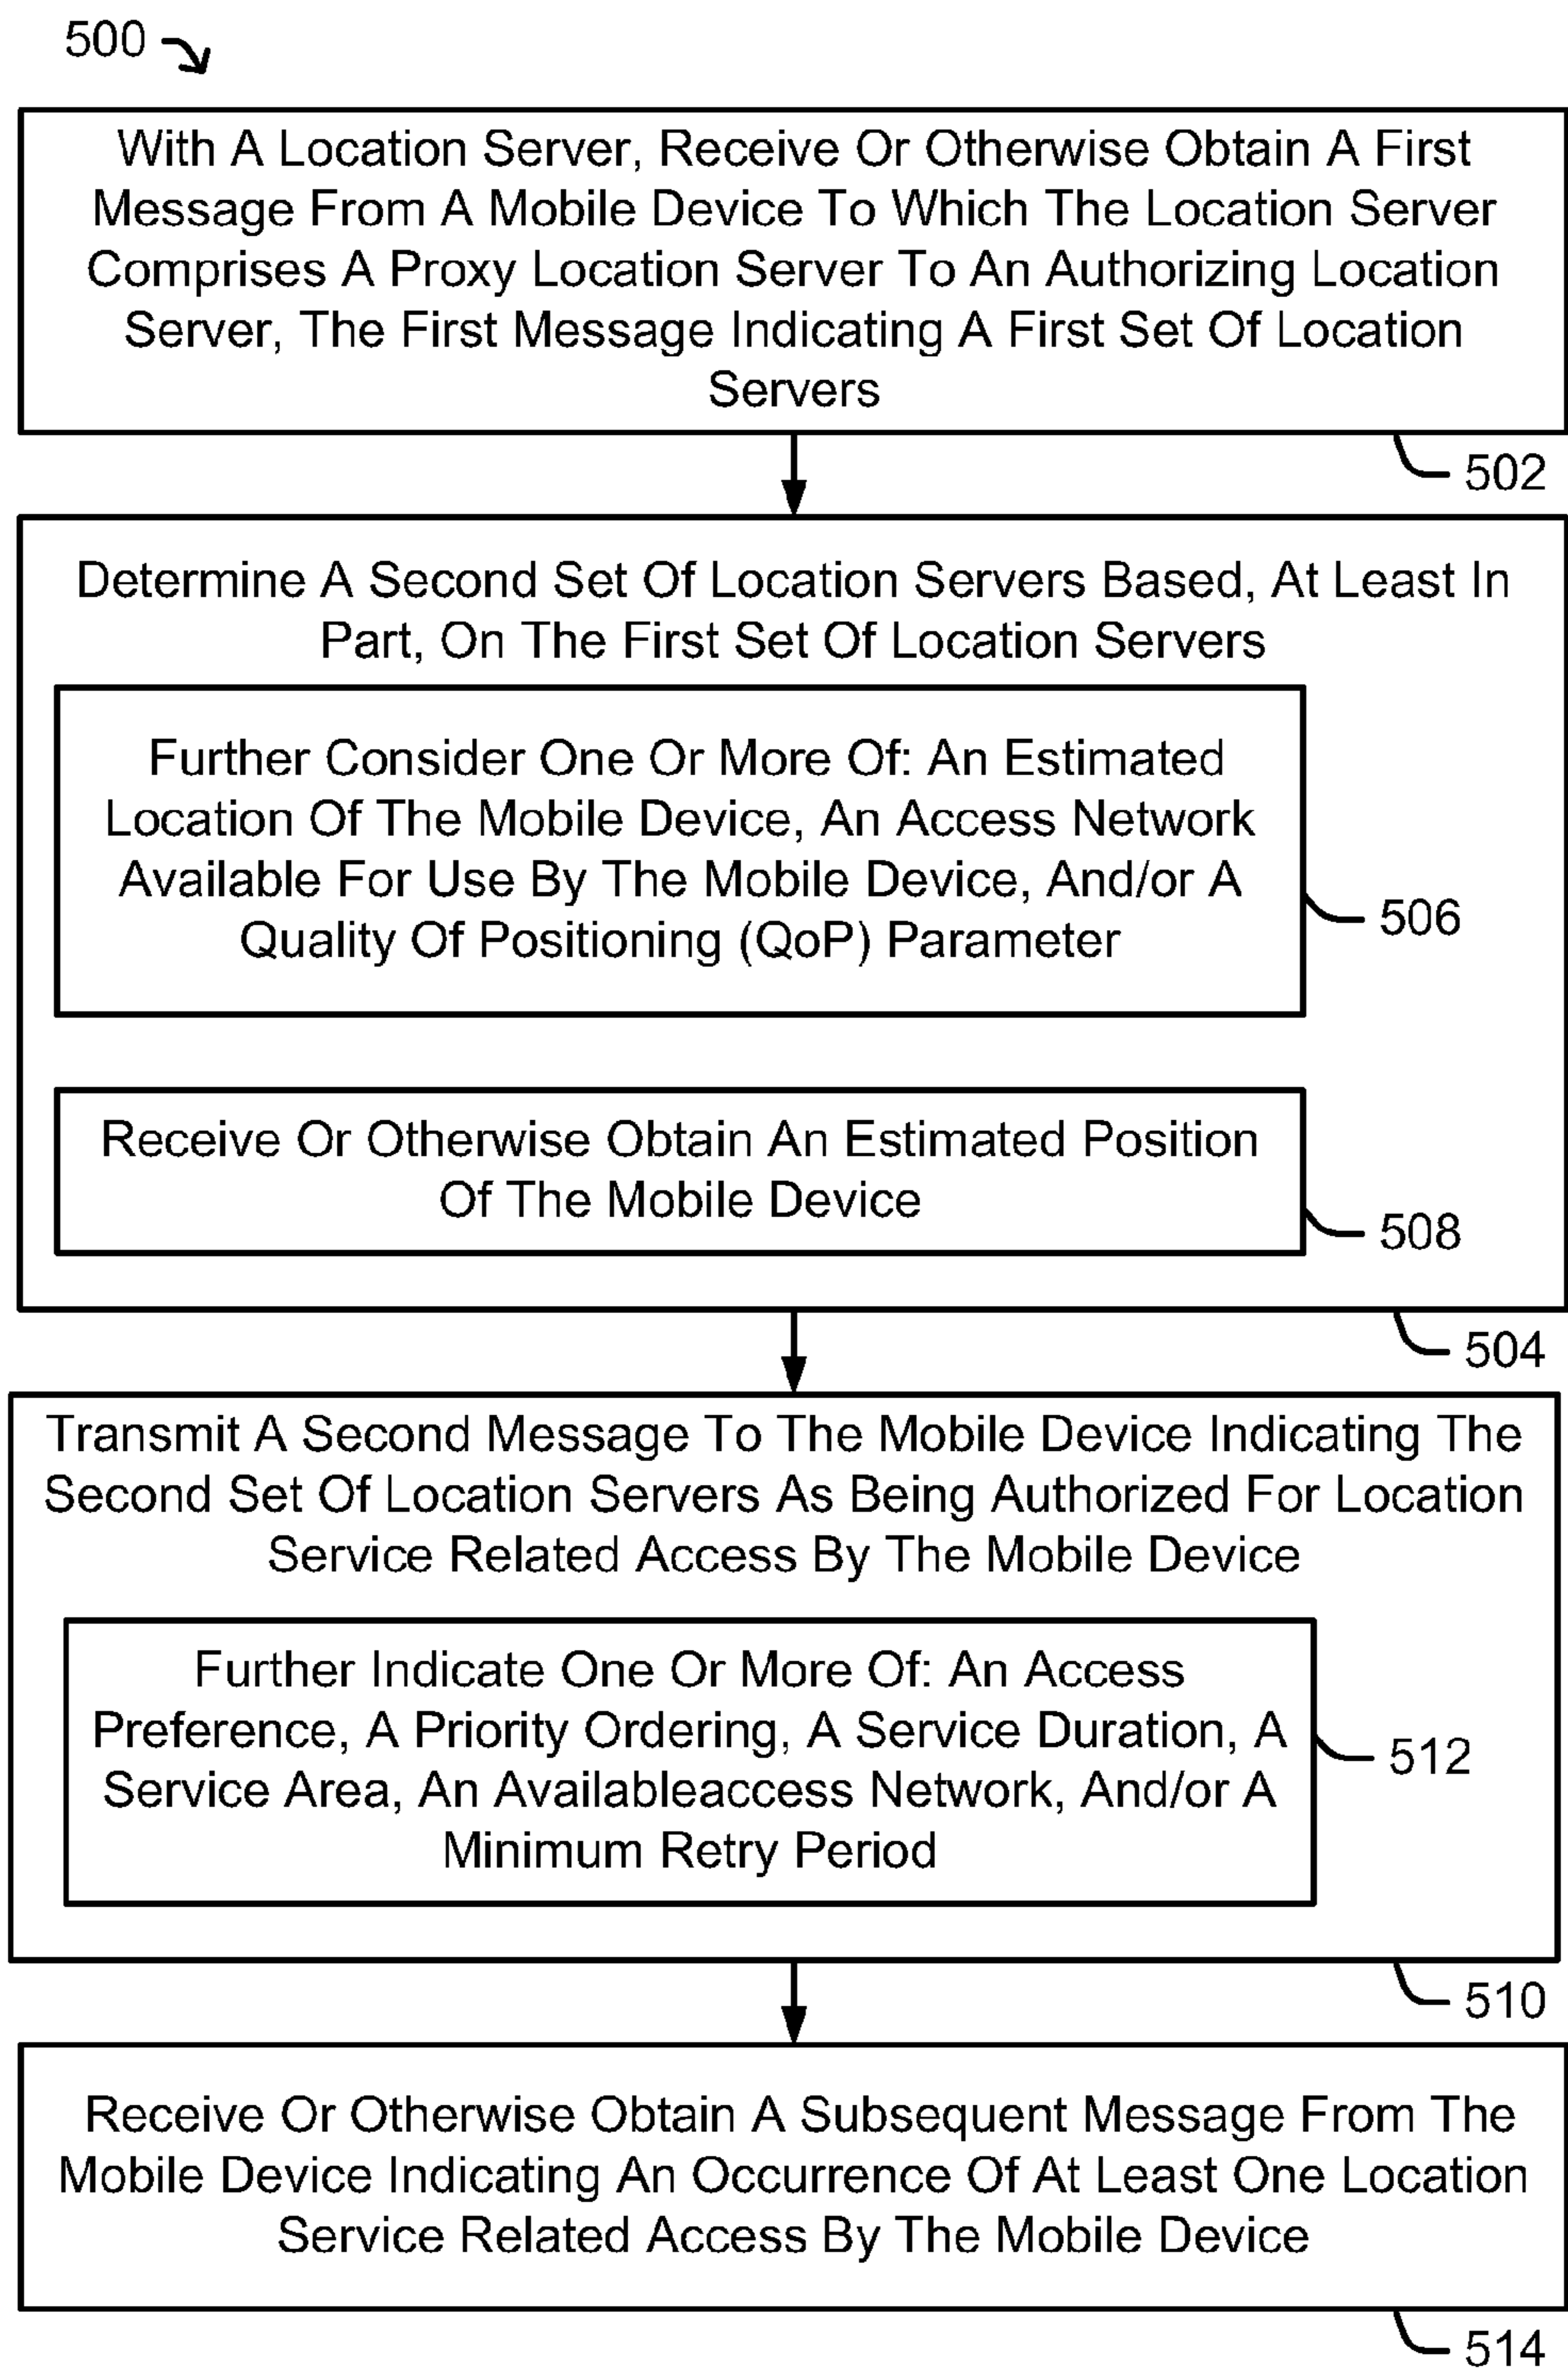 500
With A Location Server, Receive Or Otherwise Obtain A First
Message From A Mobile Device To Which The Location Server
Comprises A Proxy Location Server To An Authorizing Location
Server, The First Message Indicating A First Set Of Location
Servers
502
Determine A Second Set Of Location Servers Based, At Least In
Part, On The First Set Of Location Servers
Further Consider One Or More Of: An Estimated
Location Of The Mobile Device, An Access Network
Available For Use By The Mobile Device, And/or A
Quality Of Positioning (QoP) Parameter
506
Receive Or Otherwise Obtain An Estimated Position
Of The Mobile Device
508
504
Transmit A Second Message To The Mobile Device Indicating The
Second Set Of Location Servers As Being Authorized For Location
Service Related Access By The Mobile Device
Further Indicate One Or More Of: An Access
Preference, A Priority Ordering, A Service Duration, A
Service Area, An Availableaccess Network, And/or A
Minimum Retry Period
512
510
Receive Or Otherwise Obtain A Subsequent Message From The
Mobile Device Indicating An Occurrence Of At Least One Location
Service Related Access By The Mobile Device
514